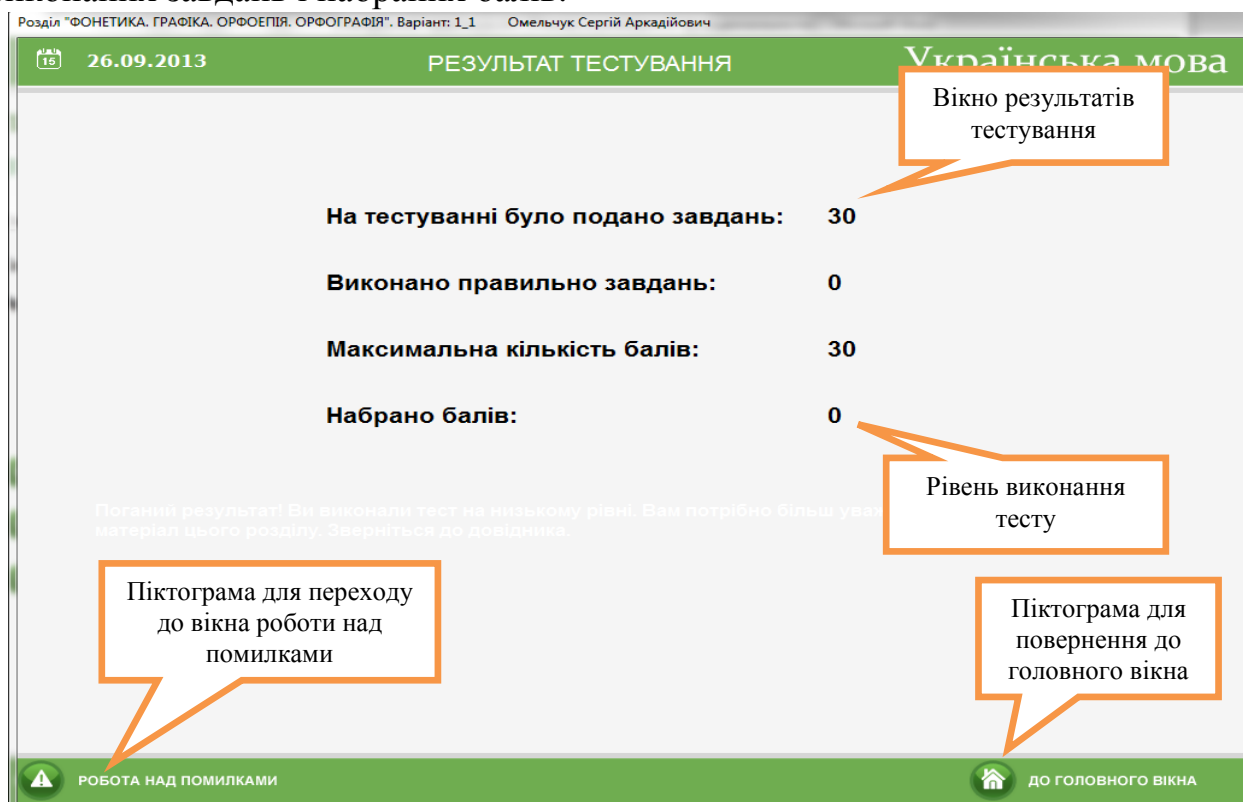 Розділ "ФОНЕТИКА. ГРАФІКА. ОРФОЕПІЯ. ОРФОГРАФІЯ". Варіант: 1_1 Омельчук Сергій Аркадійович
15 26.09.2013 РЕЗУЛЬТАТ ТЕСТУВАННЯ Українська мова
Вікно результатів
тестування
На тестуванні було подано завдань: 30
Виконано правильно завдань: 0
Максимальна кількість балів: 30
Набрано балів: 0
Рівень виконання
тесту
Поганий результат! Ви виконали тест на низькому рівні. Вам потрібно більш
матеріал цього розділу. Зверніться до довідника.
Піктограма для переходу
до вікна роботи над
помилками
Піктограма для
повернення до
головного вікна
РОБОТА НАД ПОМИЛКАМИ ДО ГОЛОВНОГО ВІКНА